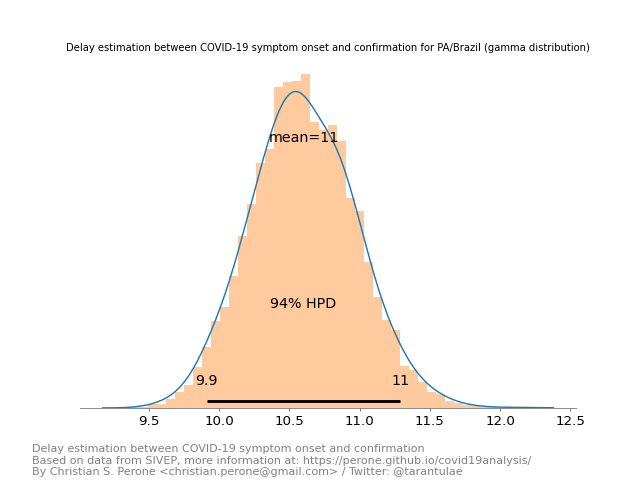 Delay estimation between COVID-19 symptom onset and confirmation for PA/Brazil (gamma distribution)
mean=11
94% HPD
9.9 11
9.5 10.0 10.5 11.0 11.5 12.0 12.5
Delay estimation between COVID-19 symptom onset and confirmation
Based on data from SIVEP, more information at: https://perone.github.io/covid19analysis/
By Christian S. Perone <christian.perone@gmail.com> / Twitter: @tarantulae